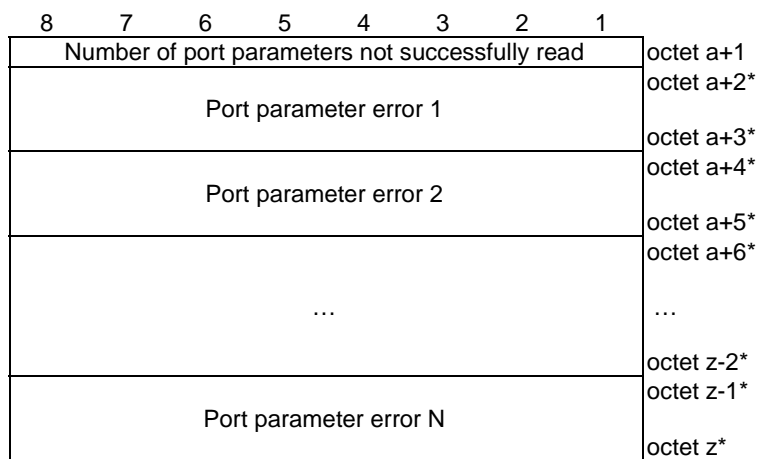 8 7 6 5 4 3 2 1
Number of port parameters not successfully read octet a+1
octet a+2*
Port parameter error 1
octet a+3*
octet a+4*
Port parameter error 2
octet a+5*
octet a+6*
… …
octet z-2*
octet z-1*
Port parameter error N
octet z*